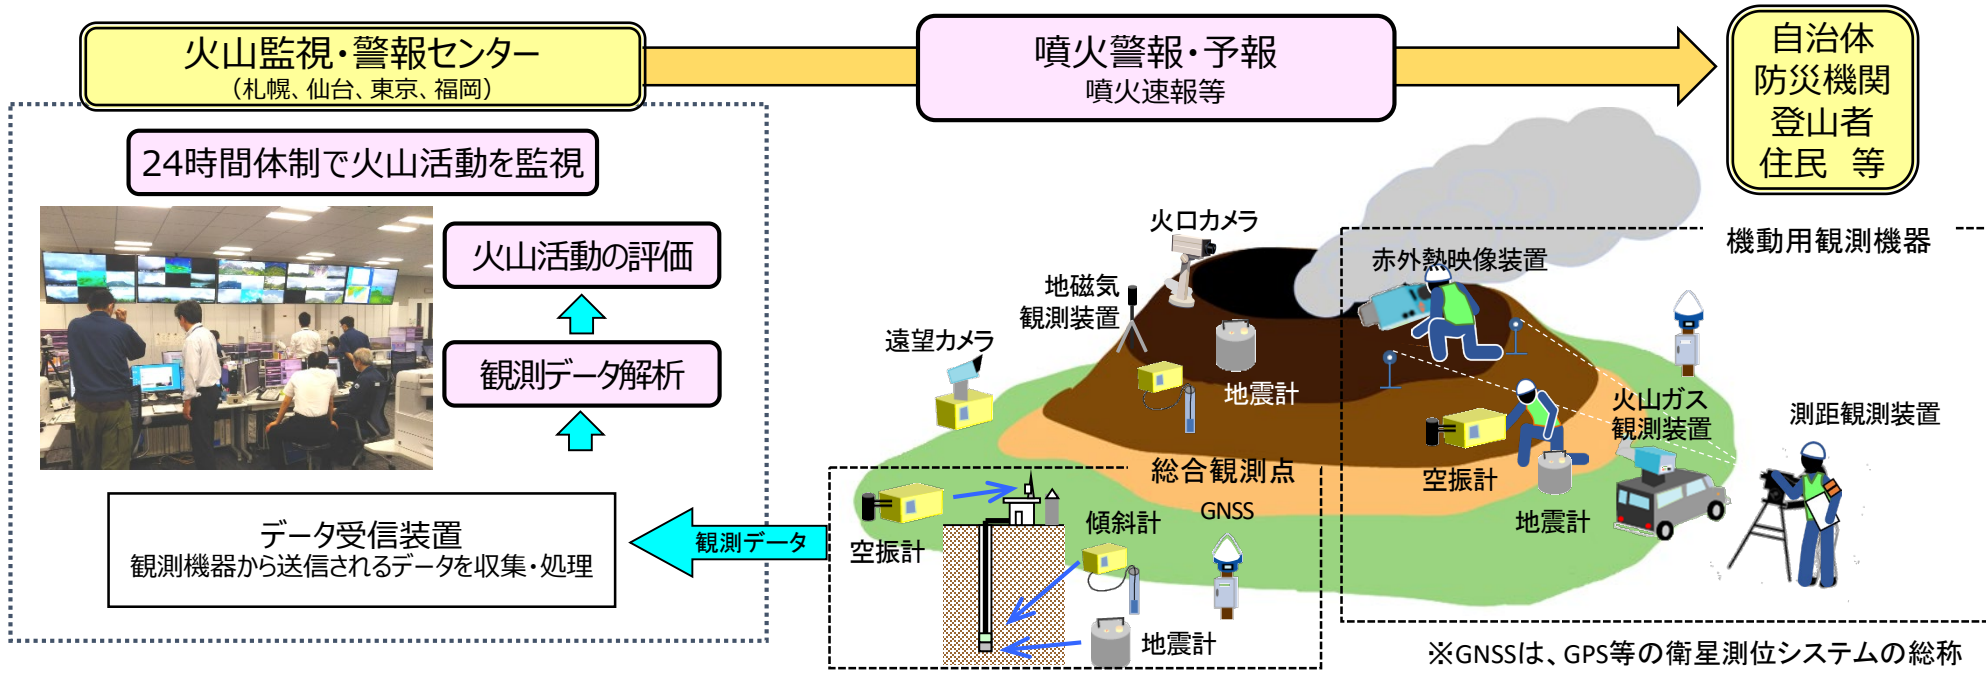 火山監視・警報センター
（札幌、仙台、東京、福岡）
噴火警報・予報
噴火速報等
自治体
防災機関
登山者
住民 等
24時間体制で火山活動を監視
火山活動の評価
観測データ解析
データ受信装置
観測機器から送信されるデータを収集・処理
観測データ
火口カメラ
地磁気
観測装置
遠望カメラ
地震計
総合観測点
空振計
傾斜計
GNSS
地震計
機動用観測機器
赤外熱映像装置
火山ガス
観測装置
測距観測装置
空振計
地震計
※GNSSは、GPS等の衛星測位システムの総称